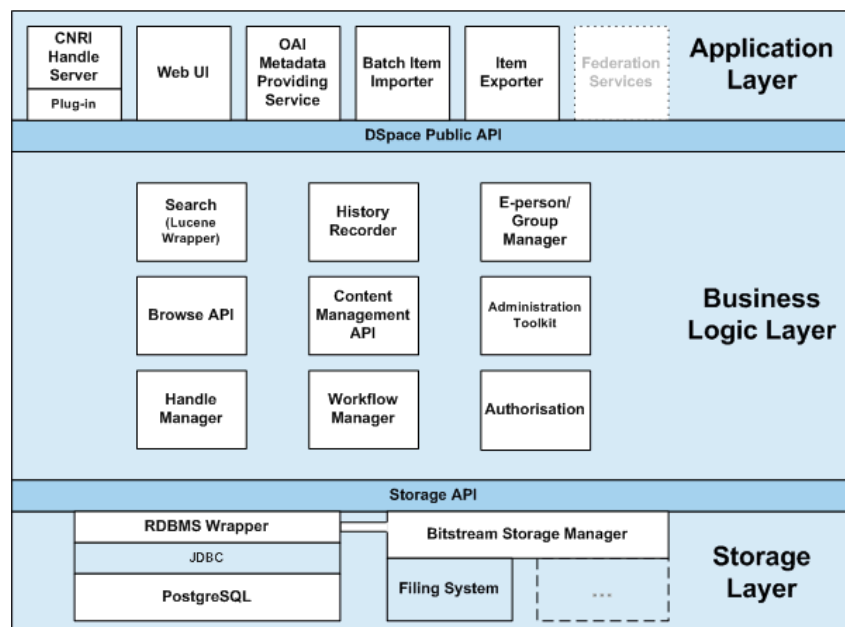 CNRI
Handle
Server
Plug-in
Web UI
OAI
Metadata
Providing
Service
Batch Item
Importer
Item
Exporter
Federation
Services
Application
Layer
DSpace Public API
Search
(Lucene
Wrapper)
History
Recorder
E-person/
Group
Manager
Browse API
Content
Management
API
Administration
Toolkit
Business
Logic Layer
Handle
Manager
Workflow
Manager
Authorisation
Storage API
RDBMS Wrapper
JDBC
PostgreSQL
Bitstream Storage Manager
Filing System
...
Storage
Layer